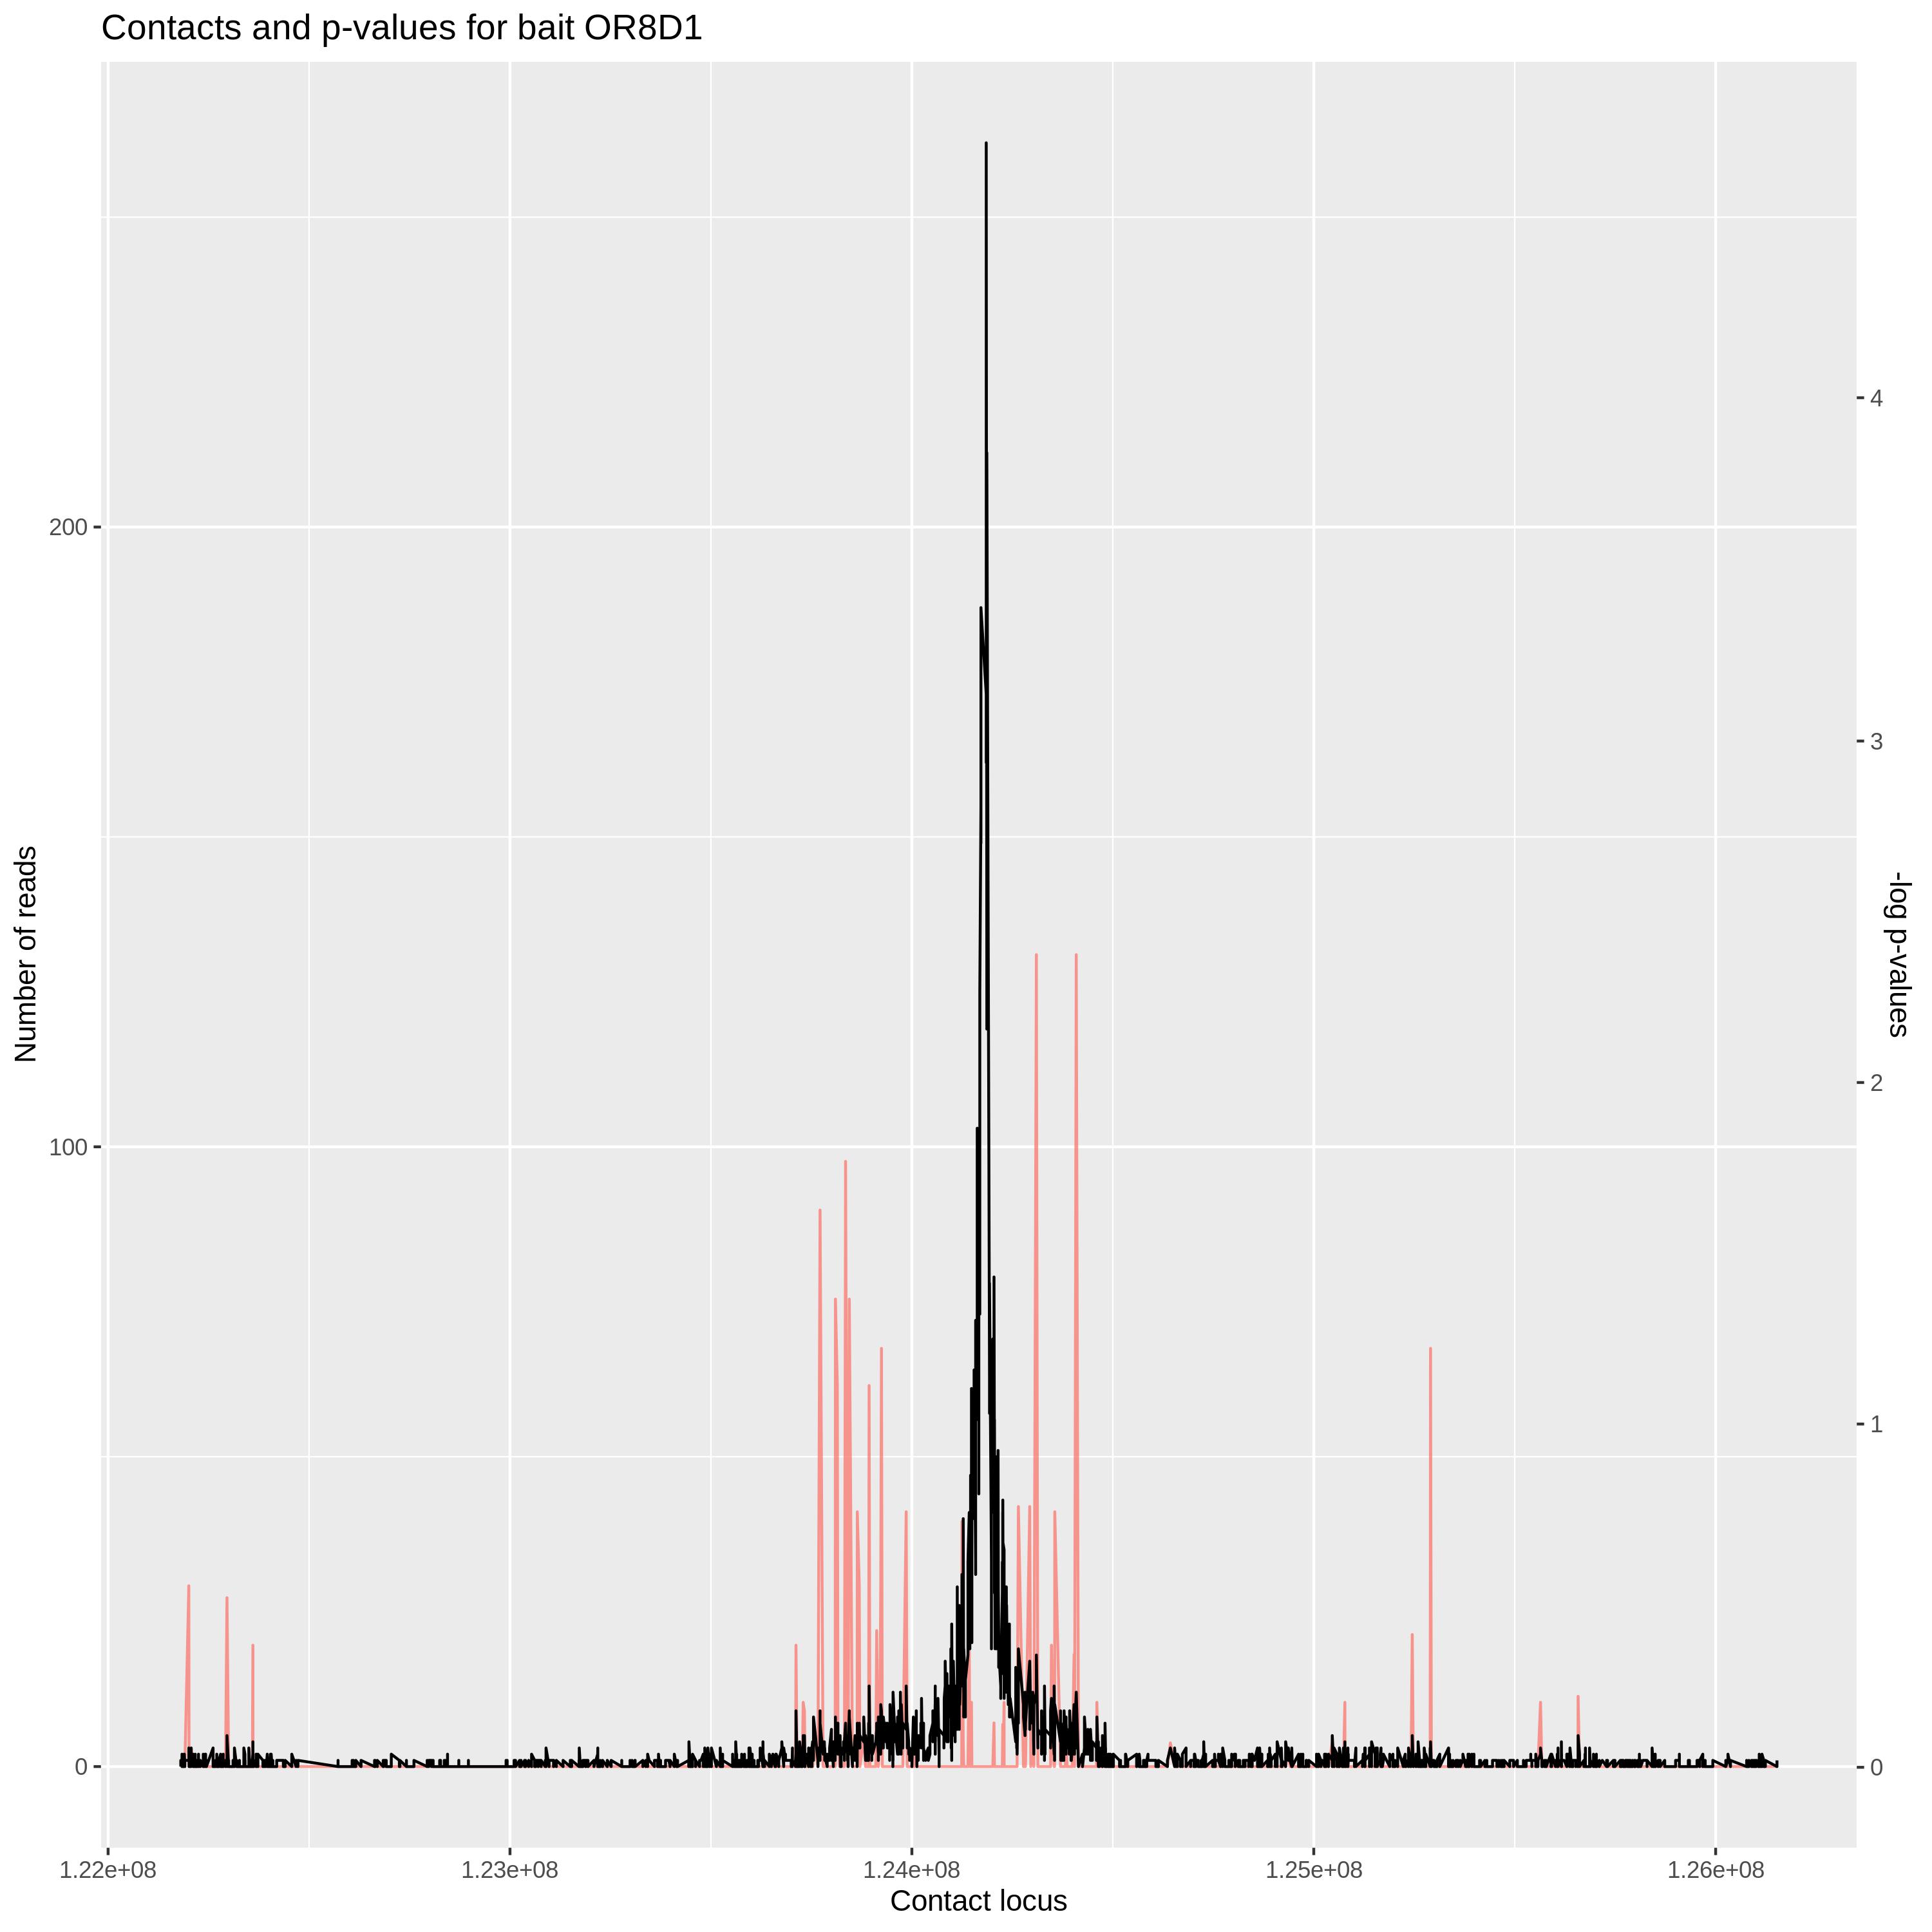 Contacts and p-values for bait OR8D1
Number of reads
200
100
0
4
3
2
1
0
-log p-values
1.22e+08
1.23e+08
1.24e+08
1.25e+08
1.26e+08
Contact locus